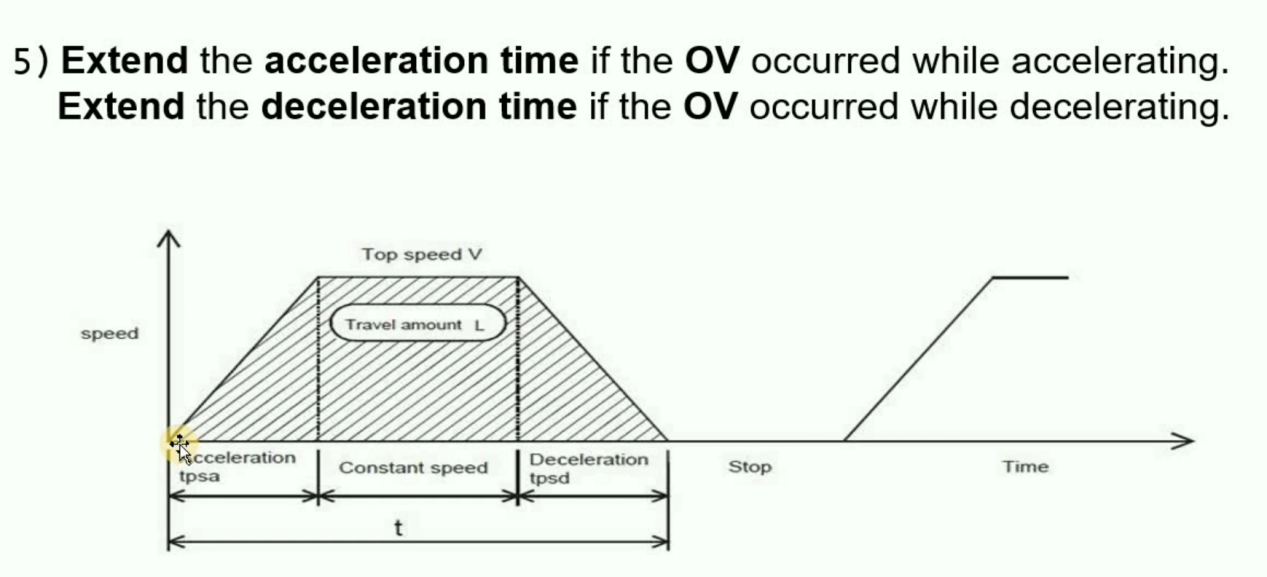 5) Extend the acceleration time if the OV occurred while accelerating.
Extend the deceleration time if the OV occurred while decelerating.
Top speed V
speed
Travel amount L
cceleration
tpsa
Constant speed
Deceleration
tpsd
Stop
Time
t